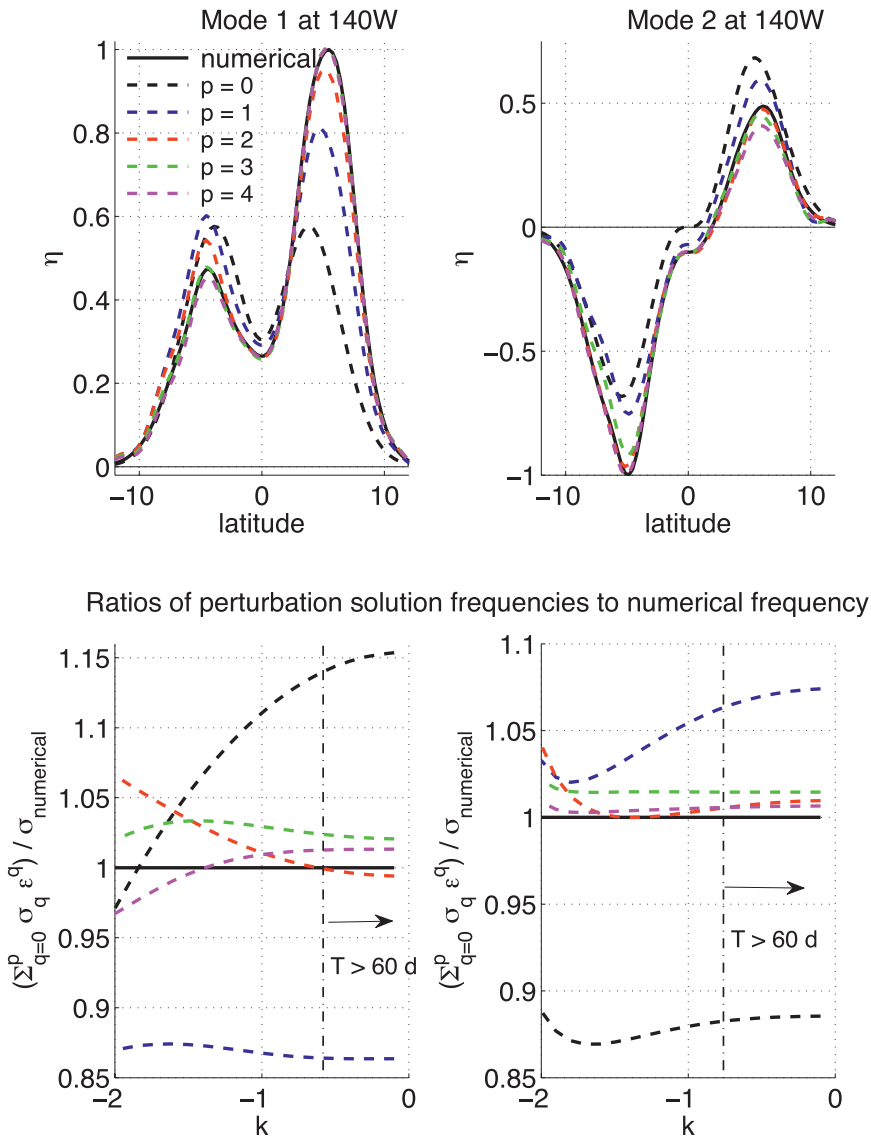 Mode 1 at 140W
Mode 2 at 140W
numerical
p = 0
p = 1
p = 2
p = 3
p = 4
1
0.8
0.6
0.4
0.2
0
η
−10
0
10
latitude
0.5
0
−0.5
−1
η
−10
0
10
latitude
Ratios of perturbation solution frequencies to numerical frequency
1.15
1.1
1.05
1
0.95
0.9
0.85
(Σ^p_{q=0} σ_q ε^q) / σ_numerical
T > 60 d
−2
−1
0
k
1.1
1.05
1
0.95
0.9
0.85
(Σ^p_{q=0} σ_q ε^q) / σ_numerical
T > 60 d
−2
−1
0
k